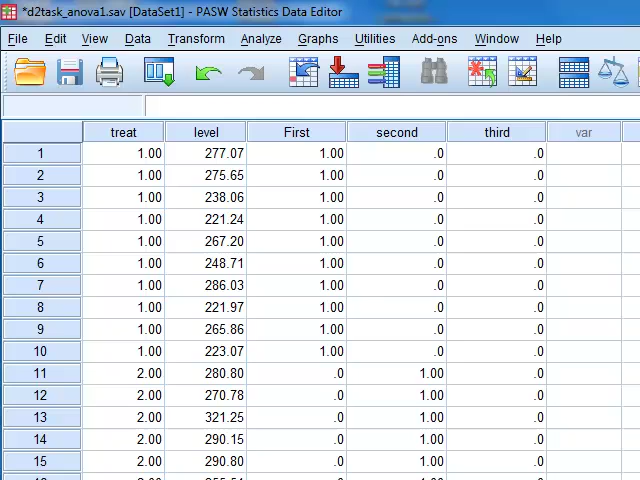 *d2task_anova1.sav [DataSet1] - PASW Statistics Data Editor
File Edit View Data Transform Analyze Graphs Utilities Add-ons Window Help
treat level First second third var
1 1.00 277.07 1.00 .0 .0
2 1.00 275.65 1.00 .0 .0
3 1.00 238.06 1.00 .0 .0
4 1.00 221.24 1.00 .0 .0
5 1.00 267.20 1.00 .0 .0
6 1.00 248.71 1.00 .0 .0
7 1.00 286.03 1.00 .0 .0
8 1.00 221.97 1.00 .0 .0
9 1.00 265.86 1.00 .0 .0
10 1.00 223.07 1.00 .0 .0
11 2.00 280.80 .0 1.00 .0
12 2.00 270.78 .0 1.00 .0
13 2.00 321.25 .0 1.00 .0
14 2.00 290.15 .0 1.00 .0
15 2.00 290.80 .0 1.00 .0